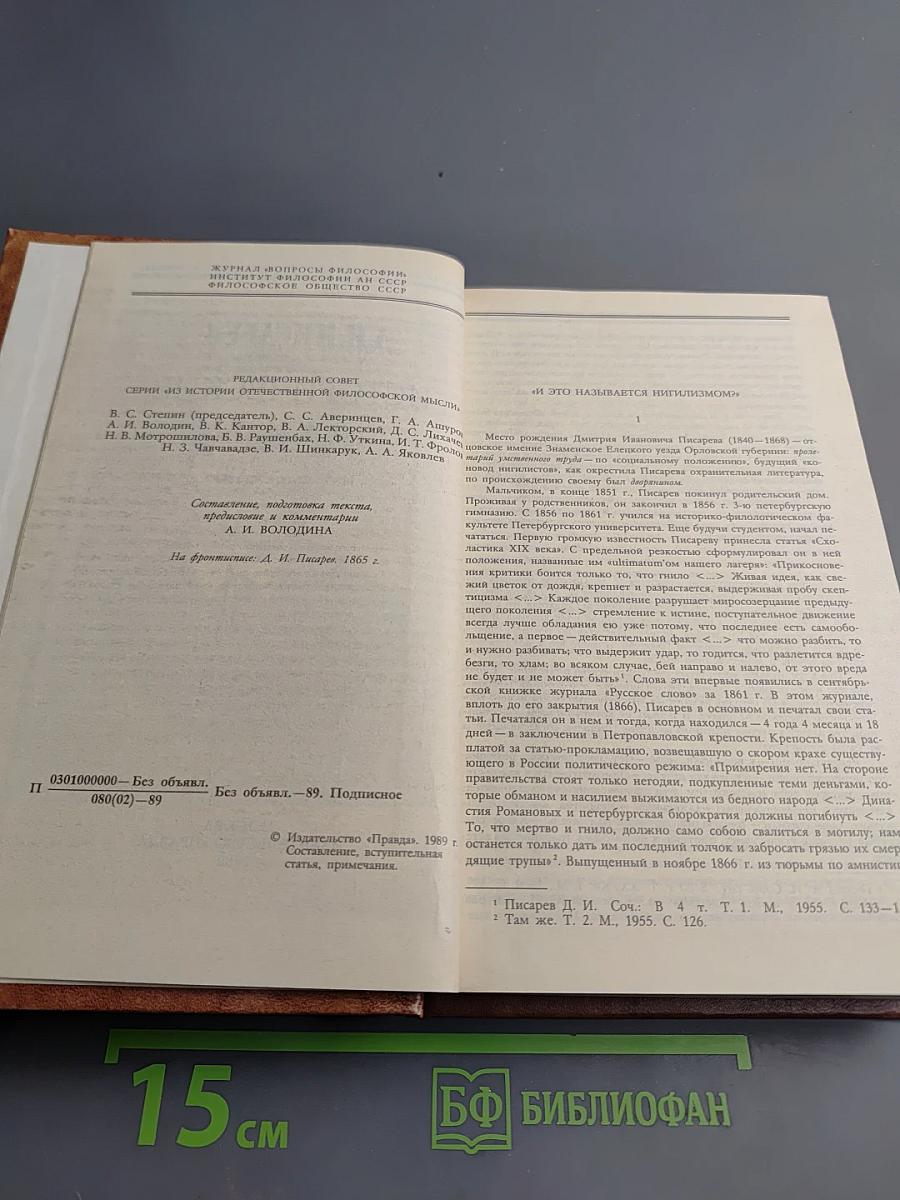 ЖУРНАЛ «ВОПРОСЫ ФИЛОСОФИИ»
ИНСТИТУТ ФИЛОСОФИИ АН СССР
ФИЛОСОФСКОЕ ОБЩЕСТВО СССР
РЕДАКЦИОННЫЙ СОВЕТ
СЕРИИ «ИЗ ИСТОРИИ ОТЕЧЕСТВЕННОЙ ФИЛОСОФСКОЙ МЫСЛИ»
В. С. Степин (председатель), С. С. Аверинцев, Г. А. Ашуров
А. И. Володин, В. К. Кантор, В. А. Лекторский, Д. С. Лихачев
Н. В. Мотрошилова, Б. В. Раушенбах, Н. Ф. Уткина, И. Т. Фролов
Н. З. Чавчавадзе, В. И. Шинкарук, А. А. Яковлев
Составление, подготовка текста,
предисловие и комментарии
А. И. ВОЛОДИНА
На фронтисписе: Д. И. Писарев. 1865 г.
П 0301000000—Без объявл.
080(02)—89
Без объявл.—89. Подписное
© Издательство «Правда». 1989 г.
Составление, вступительная
статья, примечания.
«И ЭТО НАЗЫВАЕТСЯ НИГИЛИЗМОМ?»
1
Место рождения Дмитрия Ивановича Писарева (1840—1868) — от-
цовское имение Знаменское Елецкого уезда Орловской губернии: проле-
тарий умственного труда — по «социальному положению», будущий «ко-
новод нигилистов», как окрестила Писарева охранительная литература,
по происхождению своему был дворянином.
Мальчиком, в конце 1851 г., Писарев покинул родительский дом.
Проживая у родственников, он закончил в 1856 г. 3-ю петербургскую
гимназию. С 1856 по 1861 г. учился на историко-филологическом фа-
культете Петербургского университета. Еще будучи студентом, начал пе-
чататься. Первую громкую известность Писареву принесла статья «Схо-
ластика XIX века». С предельной резкостью сформулировал он в ней
положения, названные им «ultimatum'ом нашего лагеря»: «Прикоснове-
ния критики боится только то, что гнило <...> Живая идея, как све-
жий цветок от дождя, крепнет и разрастается, выдерживая пробу скеп-
тицизма <...> Каждое поколение разрушает миросозерцание предыду-
щего поколения <...> стремление к истине, поступательное движение
всегда лучше обладания ею уже потому, что последнее есть самообо-
льщение, а первое — действительный факт <...> что можно разбить, то
и нужно разбивать; что выдержит удар, то годится, что разлетится вдре-
безги, то хлам; во всяком случае, бей направо и налево, от этого вреда
не будет и не может быть»¹. Слова эти впервые появились в сентябрь-
ской книжке журнала «Русское слово» за 1861 г. В этом журнале,
вплоть до его закрытия (1866), Писарев в основном и печатал свои ста-
тьи. Печатался он в нем и тогда, когда находился — 4 года 4 месяца и 18
дней — в заключении в Петропавловской крепости. Крепость была рас-
платой за статью-прокламацию, возвещавшую о скором крахе существу-
ющего в России политического режима: «Примирения нет. На стороне
правительства стоят только негодяи, подкупленные теми деньгами, ко-
торые обманом и насилием выжимаются из бедного народа <...> Дина-
стия Романовых и петербургская бюрократия должны погибнуть <...>
То, что мертво и гнило, должно само собою свалиться в могилу; нам
останется только дать им последний толчок и забросать грязью их смер
дящие трупы»². Выпущенный в ноябре 1866 г. из тюрьмы по амнистии
¹ Писарев Д. И. Соч.: В 4 т. Т. 1. М., 1955. С. 133—1
² Там же. Т. 2. М., 1955. С. 126.
15 см
БФ БИБЛИОФАН